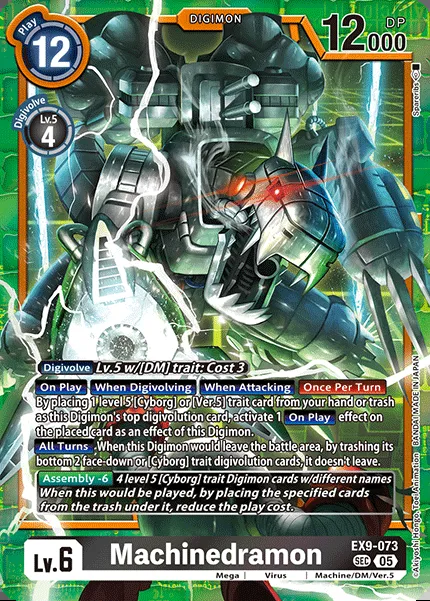 Play
12
DIGIMON
12000
DP
Digivolve
Lv.5
4
Spareribs
Digivolve Lv.5 w/[DM] trait: Cost 3
On Play When Digivolving When Attacking Once Per Turn
By placing 1 level 5 [Cyborg] or [Ver.5] trait card from your hand or trash
as this Digimon's top digivolution card, activate 1 On Play effect on
the placed card as an effect of this Digimon.
All Turns When this Digimon would leave the battle area, by trashing its
bottom 2 face-down or [Cyborg] trait digivolution cards, it doesn't leave.
Assembly -6 4 level 5 [Cyborg] trait Digimon cards w/different names
When this would be played, by placing the specified cards
from the trash under it, reduce the play cost.
©Akiyoshi Hongo, Toei Animation BANDAI MADE IN JAPAN
Lv.6
Machinedramon
EX9-073
SEC 05
Mega | Virus | Machine/DM/Ver.5